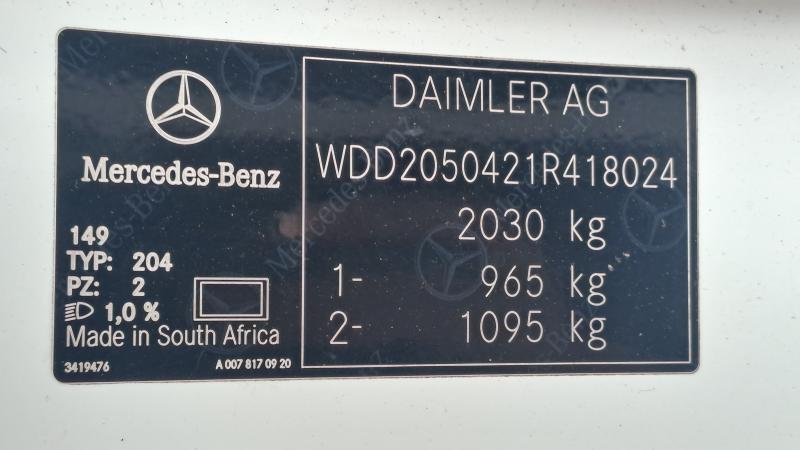 Mercedes-Benz
149
TYP: 204
PZ: 2
1,0 %
Made in South Africa
3419476
A 007 817 09 20
DAIMLER AG
WDD2050421R418024
2030 kg
1- 965 kg
2- 1095 kg